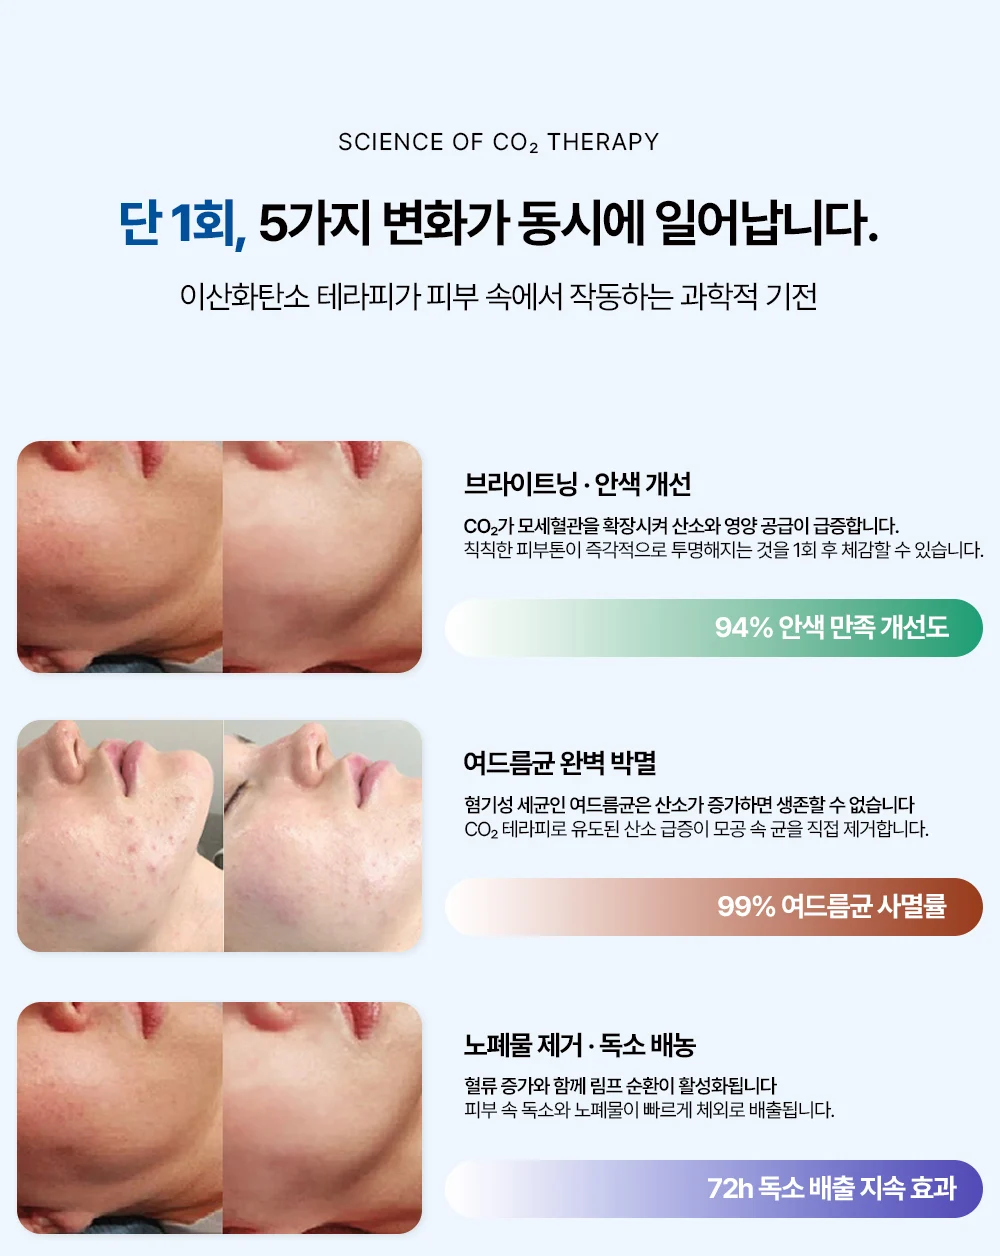 SCIENCE OF CO₂ THERAPY
단 1회, 5가지 변화가 동시에 일어납니다.
이산화탄소 테라피가 피부 속에서 작동하는 과학적 기전
브라이트닝 · 안색 개선
CO₂가 모세혈관을 확장시켜 산소와 영양 공급이 급증합니다.
칙칙한 피부톤이 즉각적으로 투명해지는 것을 1회 후 체감할 수 있습니다.
94% 안색 만족 개선도
여드름균 완벽 박멸
혐기성 세균인 여드름균은 산소가 증가하면 생존할 수 없습니다
CO₂ 테라피로 유도된 산소 급증이 모공 속 균을 직접 제거합니다.
99% 여드름균 사멸률
노폐물 제거 · 독소 배농
혈류 증가와 함께 림프 순환이 활성화됩니다
피부 속 독소와 노폐물이 빠르게 체외로 배출됩니다.
72h 독소 배출 지속 효과